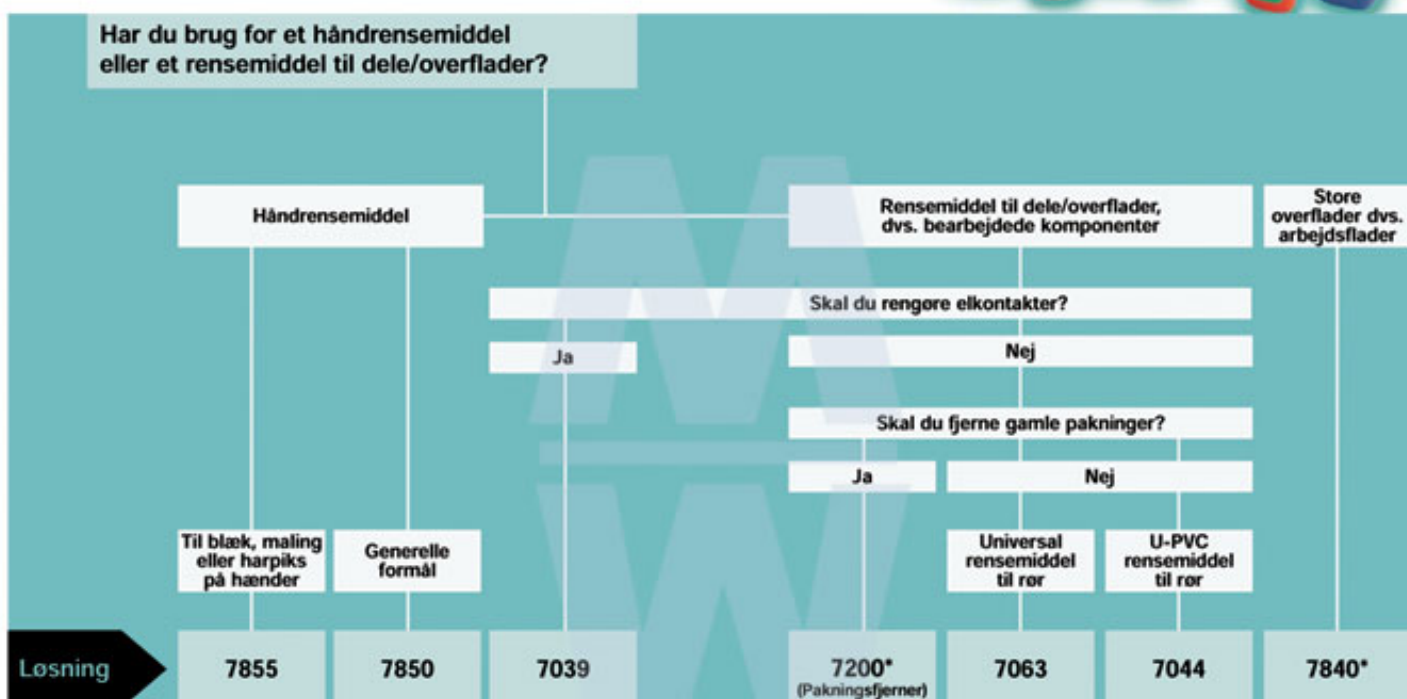 Har du brug for et håndrensemiddel
eller et rensemiddel til dele/overflader?
Håndrensemiddel
Rensemiddel til dele/overflader,
dvs. bearbejdede komponenter
Store
overflader dvs.
arbejdsflader
Skal du rengøre elkontakter?
Ja
Nej
Skal du fjerne gamle pakninger?
Ja
Nej
Til blæk, maling
eller harpiks
på hænder
Generelle
formål
Universal
rensemiddel
til rør
U-PVC
rensemiddel
til rør
Løsning
7855
7850
7039
7200*
(Pakningsfjerner)
7063
7044
7840*